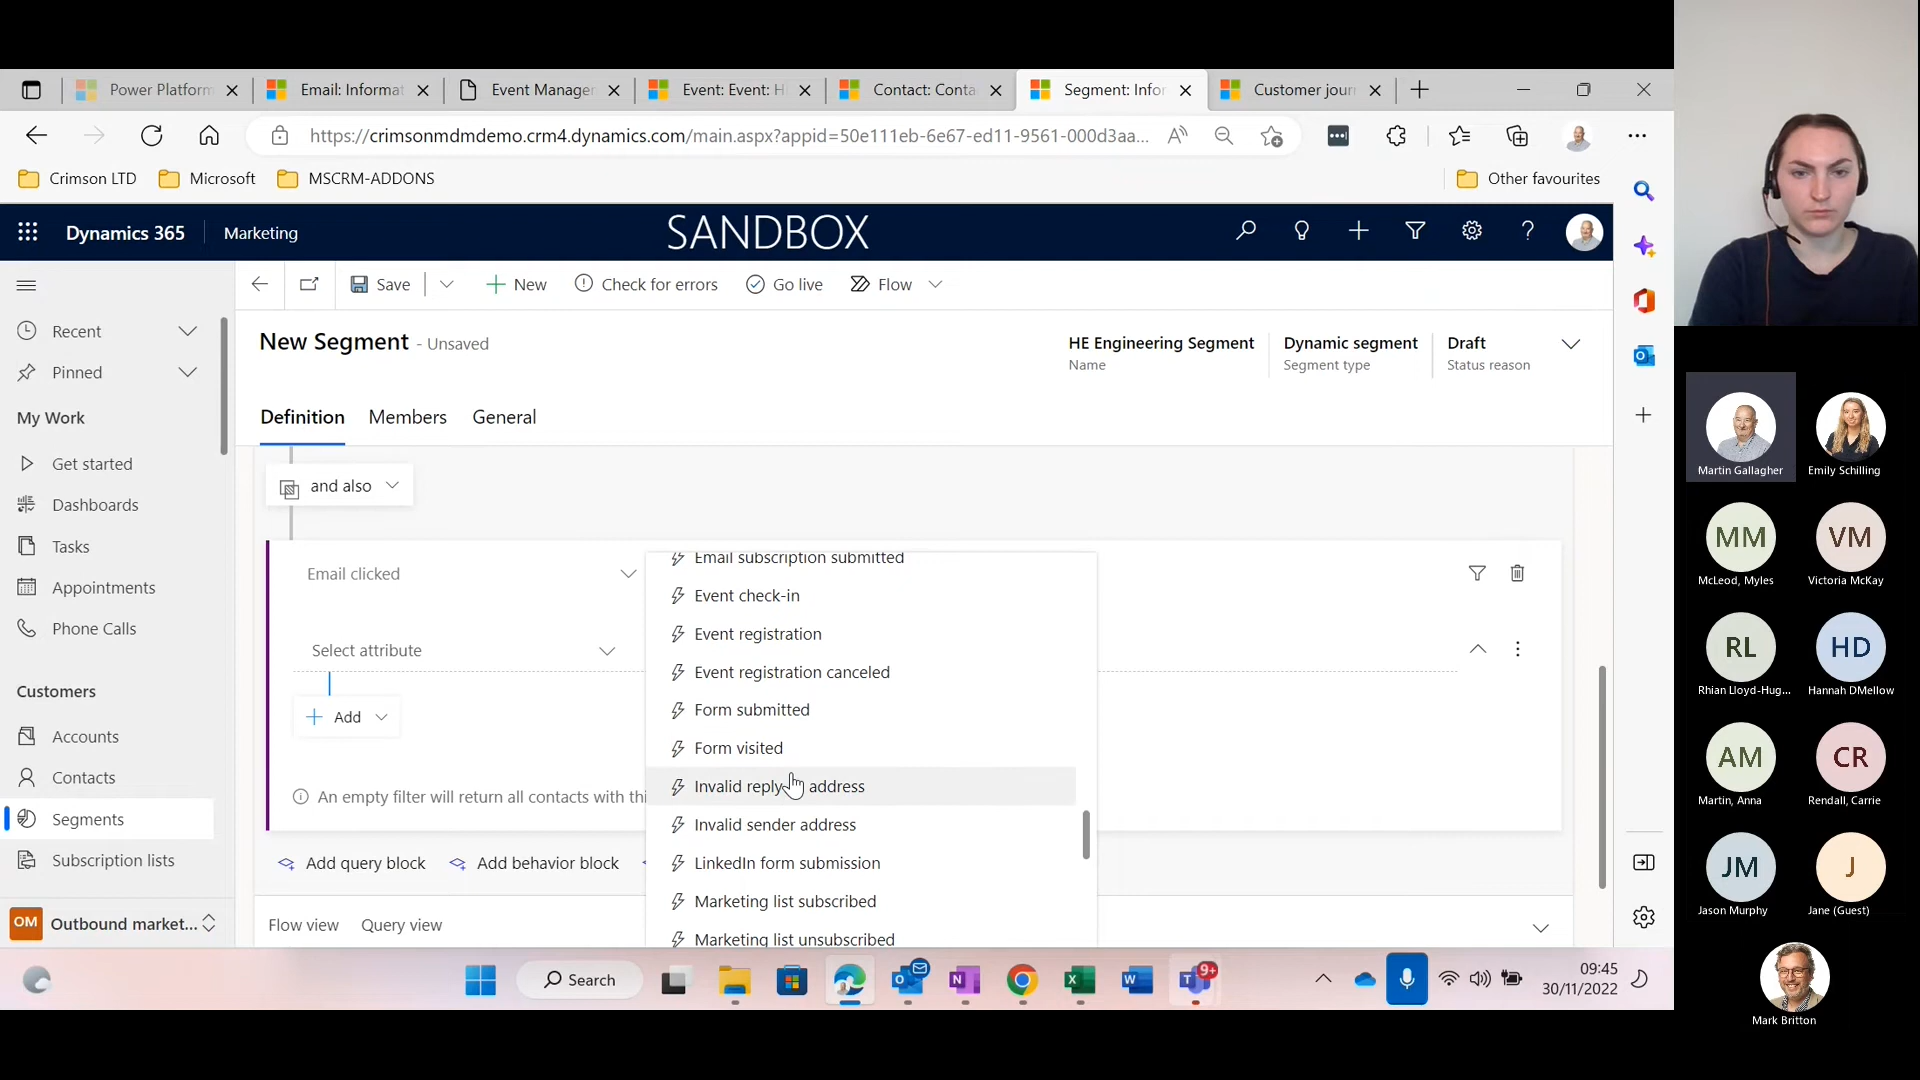 Power Platform
Email: Informat
Event Manager
Event: Event: H
Contact: Conta
Segment: Infor
Customer jour
https://crimsonmdmdemo.crm4.dynamics.com/main.aspx?appid=50e111eb-6e67-ed11-9561-000d3aa...
Crimson LTD
Microsoft
MSCRM-ADDONS
Other favourites
Dynamics 365
Marketing
SANDBOX
Save
New
Check for errors
Go live
Flow
Recent
Pinned
My Work
Get started
Dashboards
Tasks
Appointments
Phone Calls
Customers
Accounts
Contacts
Segments
Subscription lists
OM
Outbound market...
New Segment - Unsaved
HE Engineering Segment
Name
Dynamic segment
Segment type
Draft
Status reason
Definition
Members
General
and also
Email clicked
Select attribute
Add
An empty filter will return all contacts with thi
Email subscription submitted
Event check-in
Event registration
Event registration canceled
Form submitted
Form visited
Invalid reply address
Invalid sender address
LinkedIn form submission
Marketing list subscribed
Marketing list unsubscribed
Add query block
Add behavior block
Flow view
Query view
Search
9+
09:45
30/11/2022
Martin Gallagher
Emily Schilling
MM
McLeod, Myles
VM
Victoria McKay
RL
Rhian Lloyd-Hug...
HD
Hannah DMellow
AM
Martin, Anna
CR
Rendall, Carrie
JM
Jason Murphy
J
Jane (Guest)
Mark Britton